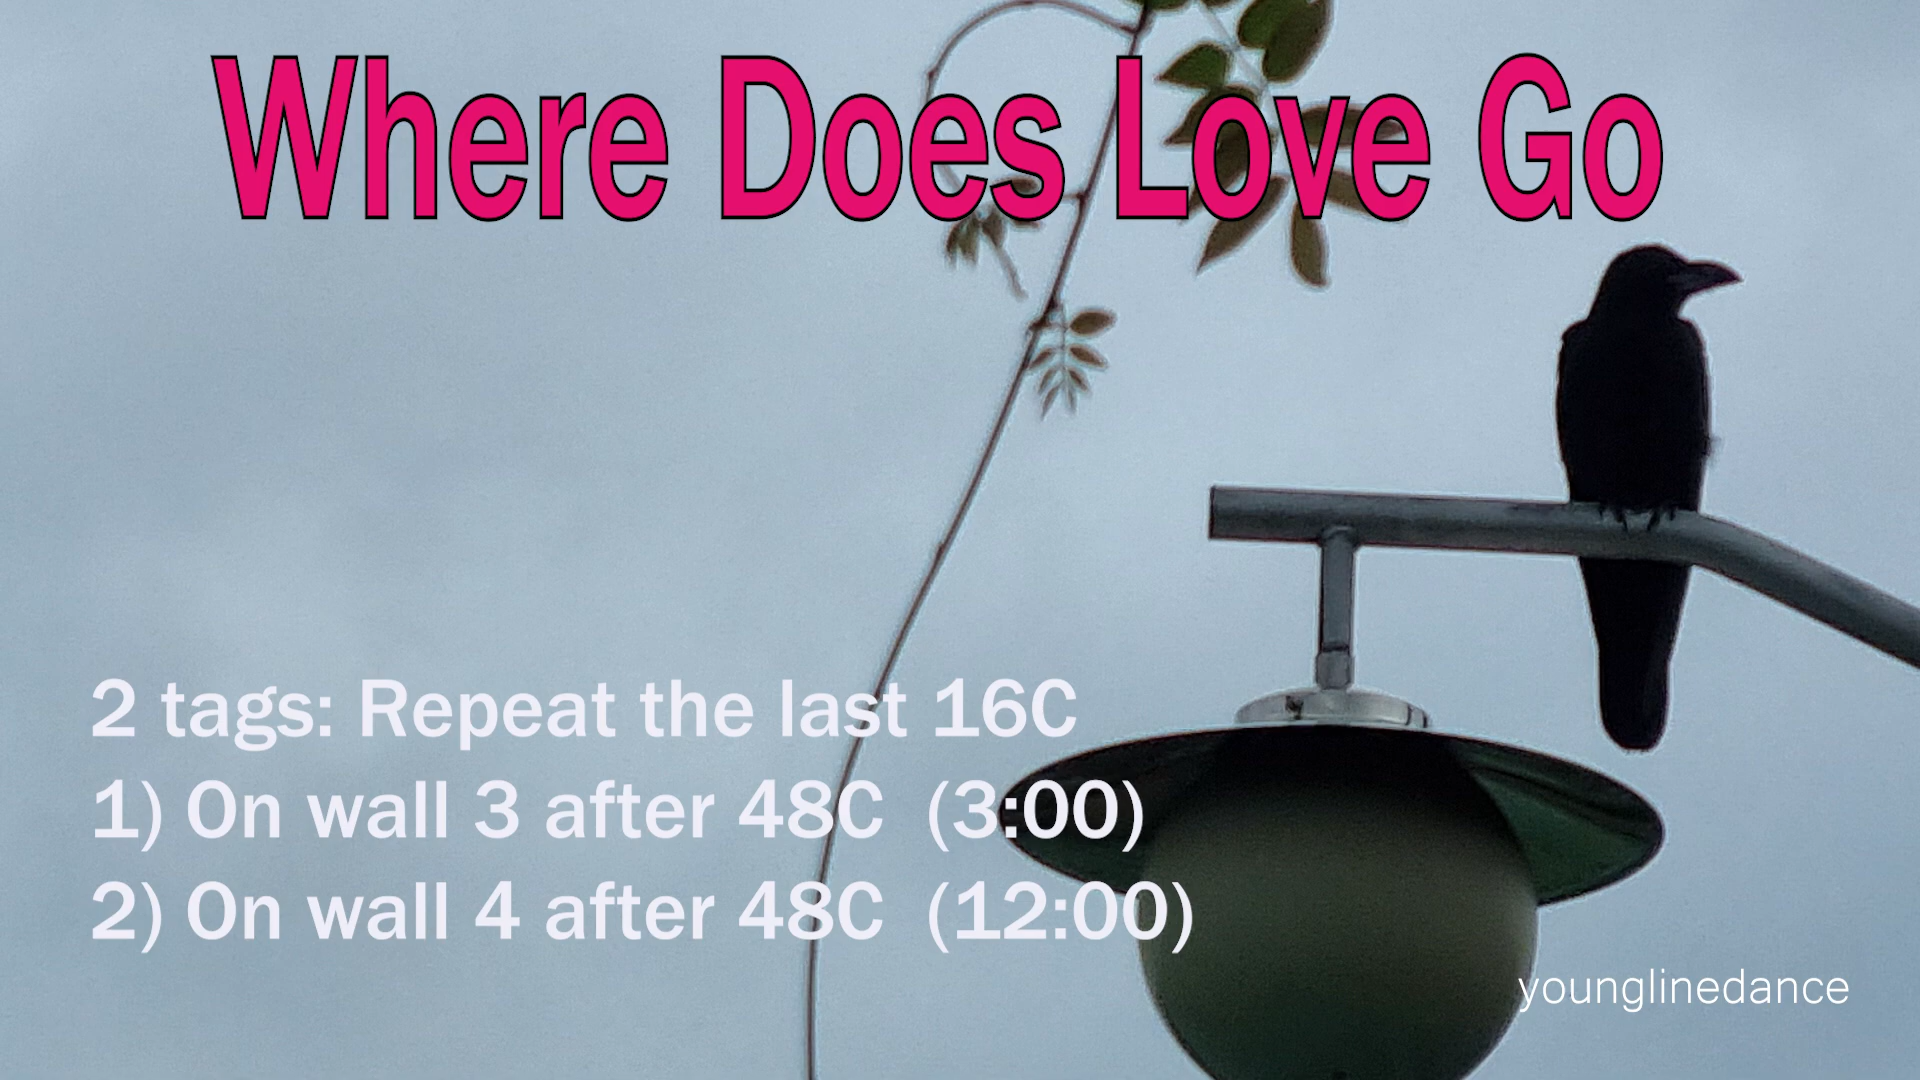 Where Does Love Go
2 tags: Repeat the last 16C
1) On wall 3 after 48C (3:00)
2) On wall 4 after 48C (12:00)
younglinedance